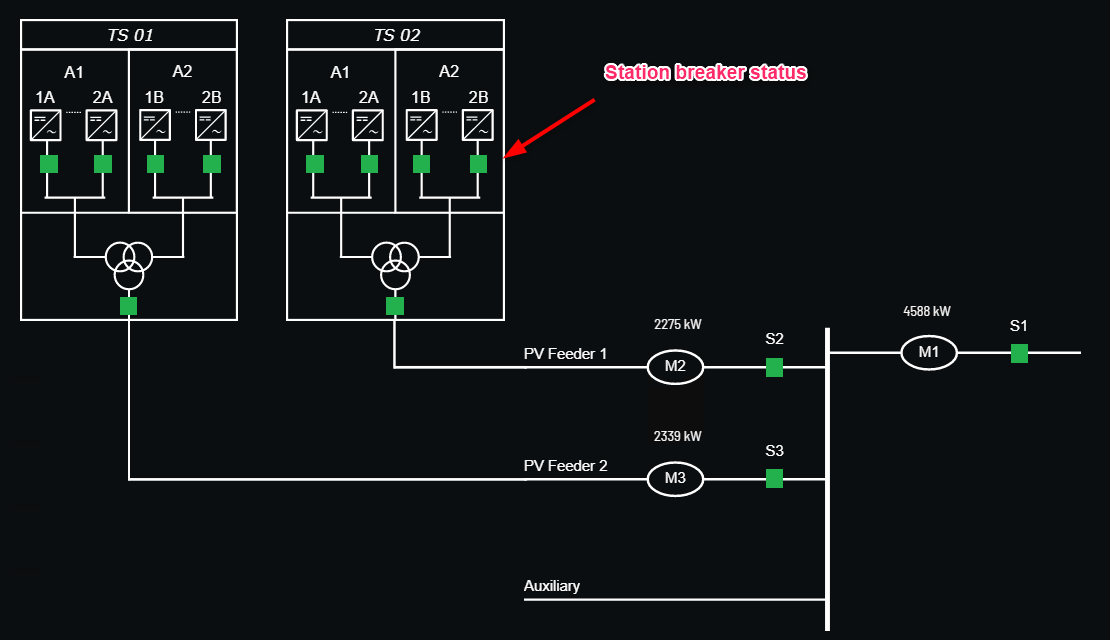 TS 01
TS 02
A1
A2
A1
A2
Station breaker status
1A
2A
1B
2B
1A
2A
1B
2B
4588 kW
2275 kW
S1
S2
PV Feeder 1
M1
M2
2339 kW
S3
PV Feeder 2
M3
Auxiliary